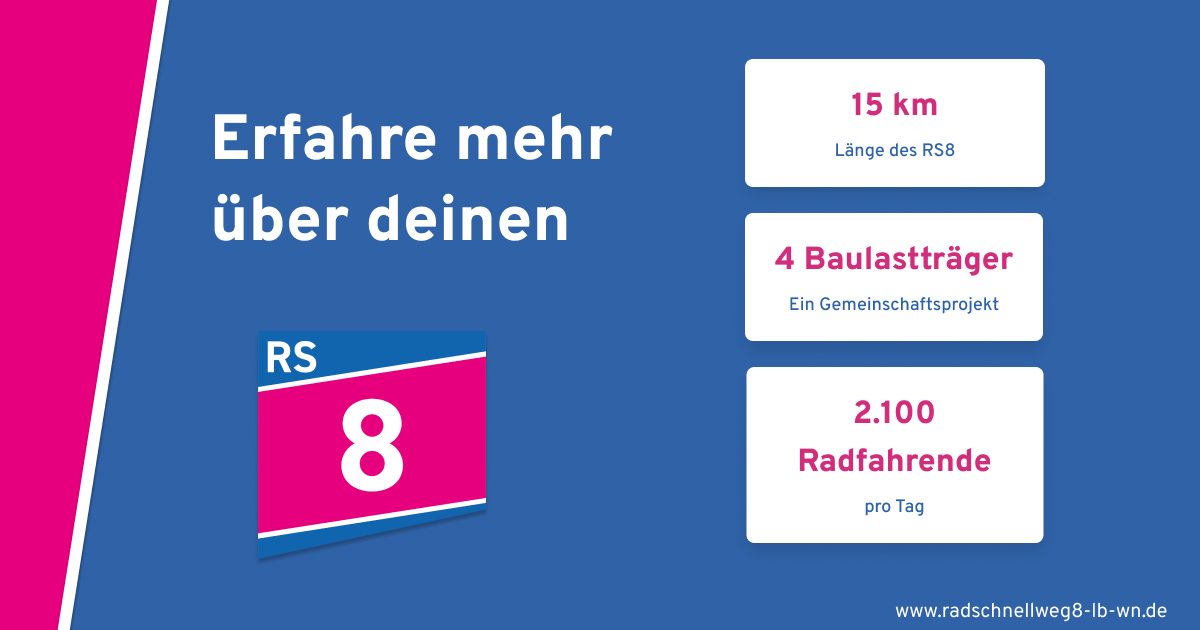 Erfahre mehr
über deinen
RS
8
15 km
Länge des RS8
4 Baulastträger
Ein Gemeinschaftsprojekt
2.100
Radfahrende
pro Tag
www.radschnellweg8-lb-wn.de